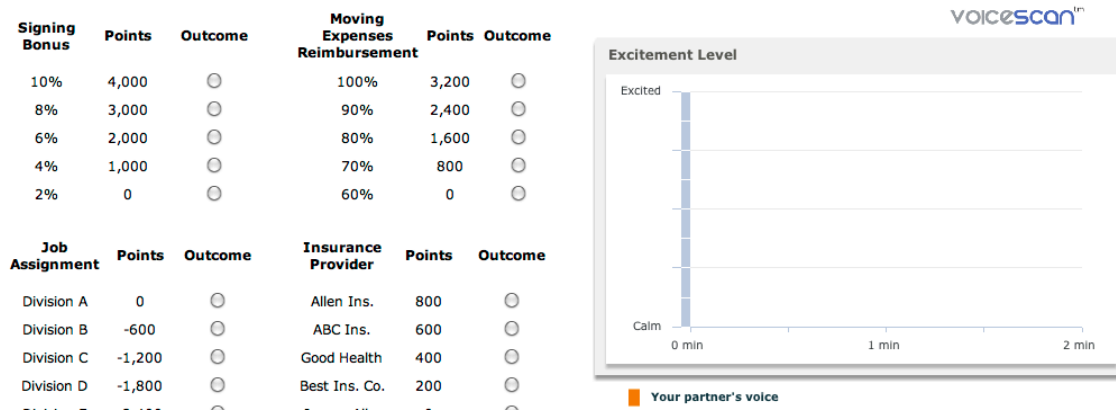 Signing Bonus Points Outcome
10% 4,000
8% 3,000
6% 2,000
4% 1,000
2% 0
Moving Expenses Reimbursement Points Outcome
100% 3,200
90% 2,400
80% 1,600
70% 800
60% 0
Job Assignment Points Outcome
Division A 0
Division B -600
Division C -1,200
Division D -1,800
Insurance Provider Points Outcome
Allen Ins. 800
ABC Ins. 600
Good Health 400
Best Ins. Co. 200
voicescan tm
Excitement Level
Excited
Calm
0 min 1 min 2 min
Your partner's voice